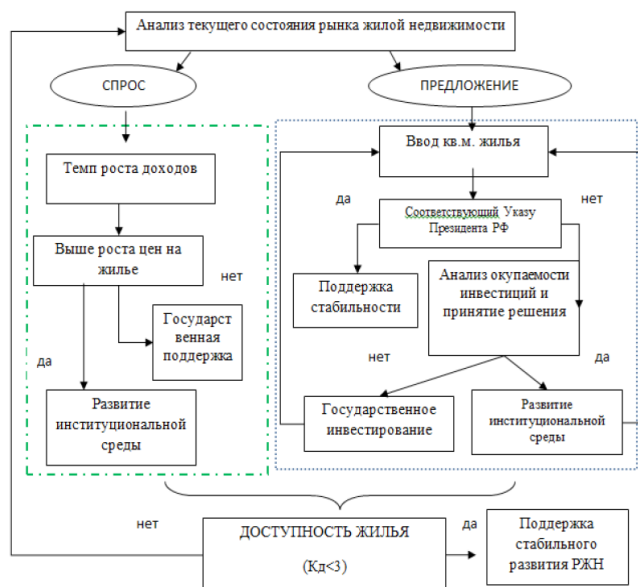 Анализ текущего состояния рынка жилой недвижимости
СПРОС
ПРЕДЛОЖЕНИЕ
Темп роста доходов
Выше роста цен на
жилье
нет
Государст
венная
поддержка
да
Развитие
институциональной
среды
Ввод кв.м. жилья
да
нет
Соответствующий Указу
Президента РФ
Поддержка
стабильности
Анализ окупаемости
инвестиций и
принятие решения
нет
да
Государственное
инвестирование
Развитие
институциональной
среды
нет
ДОСТУПНОСТЬ ЖИЛЬЯ
(Кд<3)
да
Поддержка
стабильного
развития РЖН